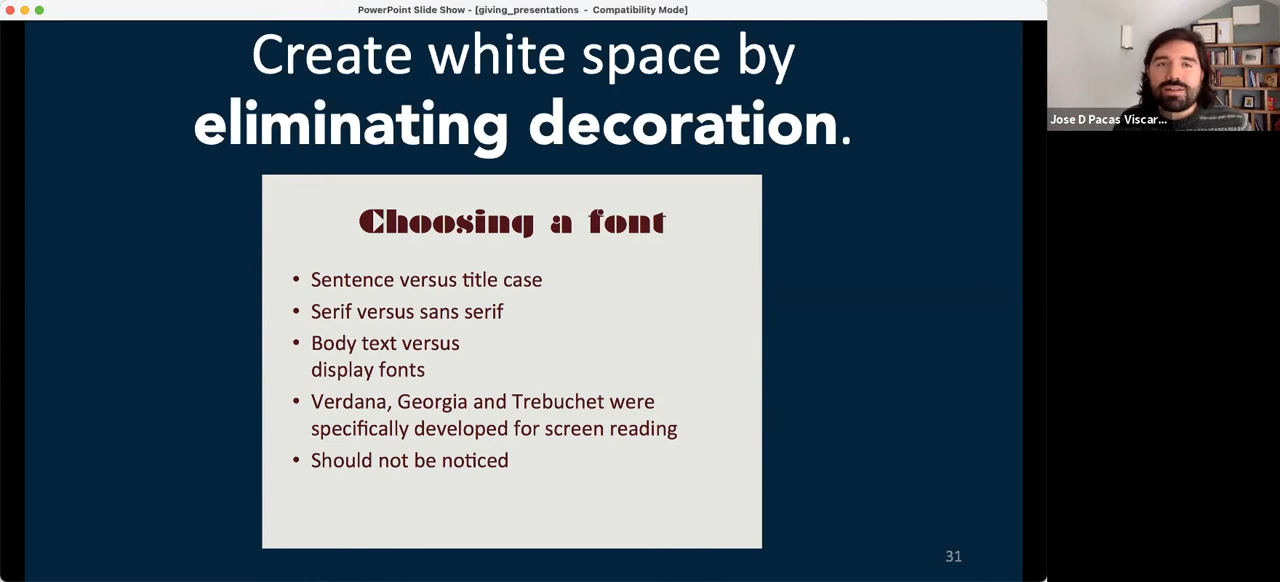 PowerPoint Slide Show - [giving_presentations - Compatibility Mode]
Create white space by
eliminating decoration.
Choosing a font
• Sentence versus title case
• Serif versus sans serif
• Body text versus
display fonts
• Verdana, Georgia and Trebuchet were
specifically developed for screen reading
• Should not be noticed
31
Jose D Pacas Viscar...